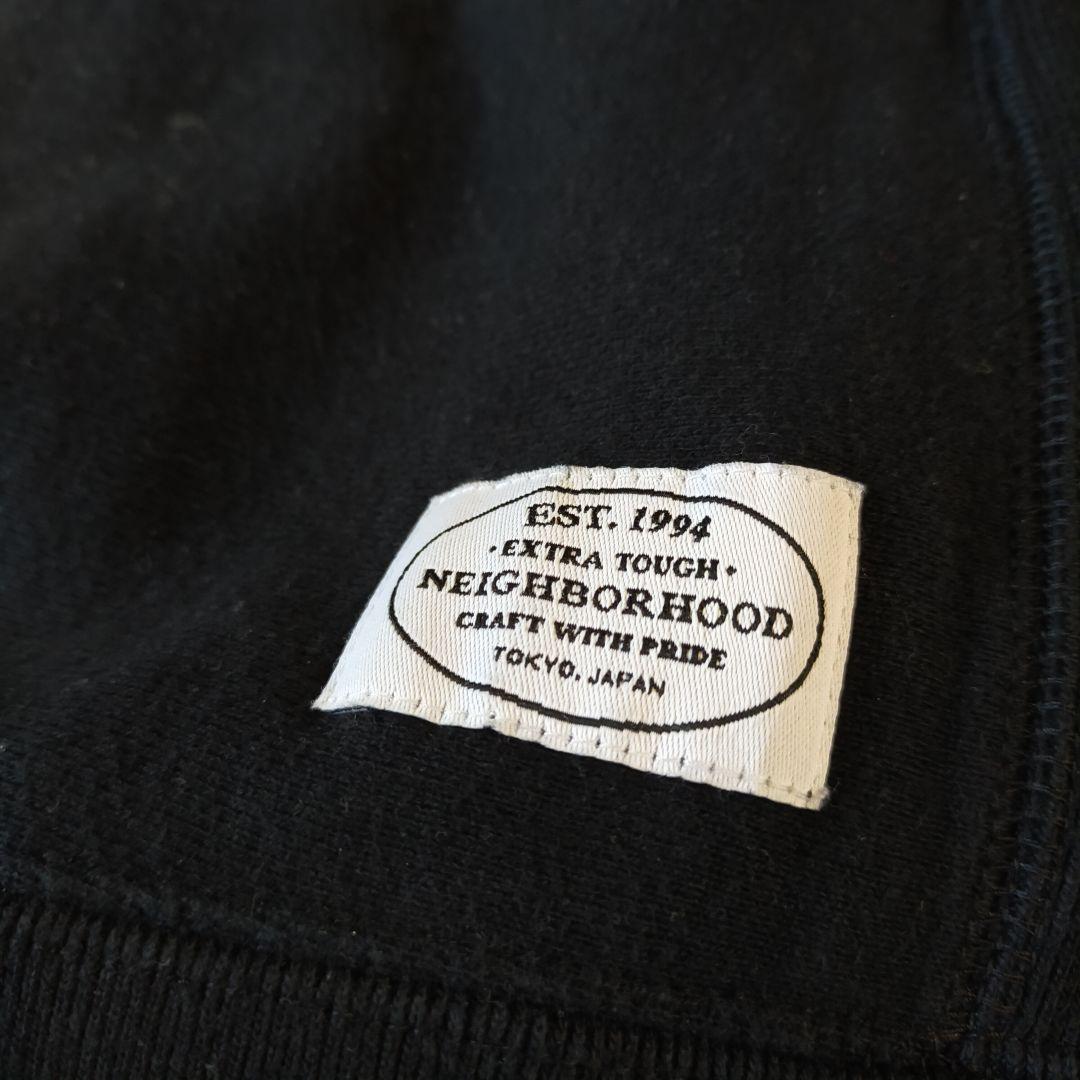 EST. 1994
·EXTRA TOUGH·
NEIGHBORHOOD
CRAFT WITH PRIDE
TOKYO, JAPAN